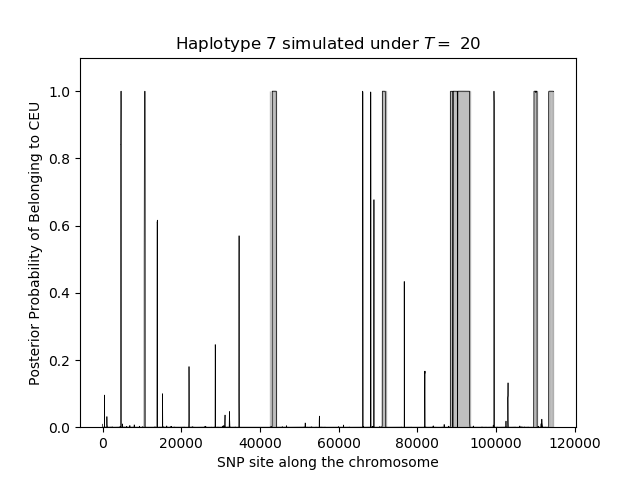 Haplotype 7 simulated under T = 20
Posterior Probability of Belonging to CEU
1.0
0.8
0.6
0.4
0.2
0.0
0 20000 40000 60000 80000 100000 120000
SNP site along the chromosome